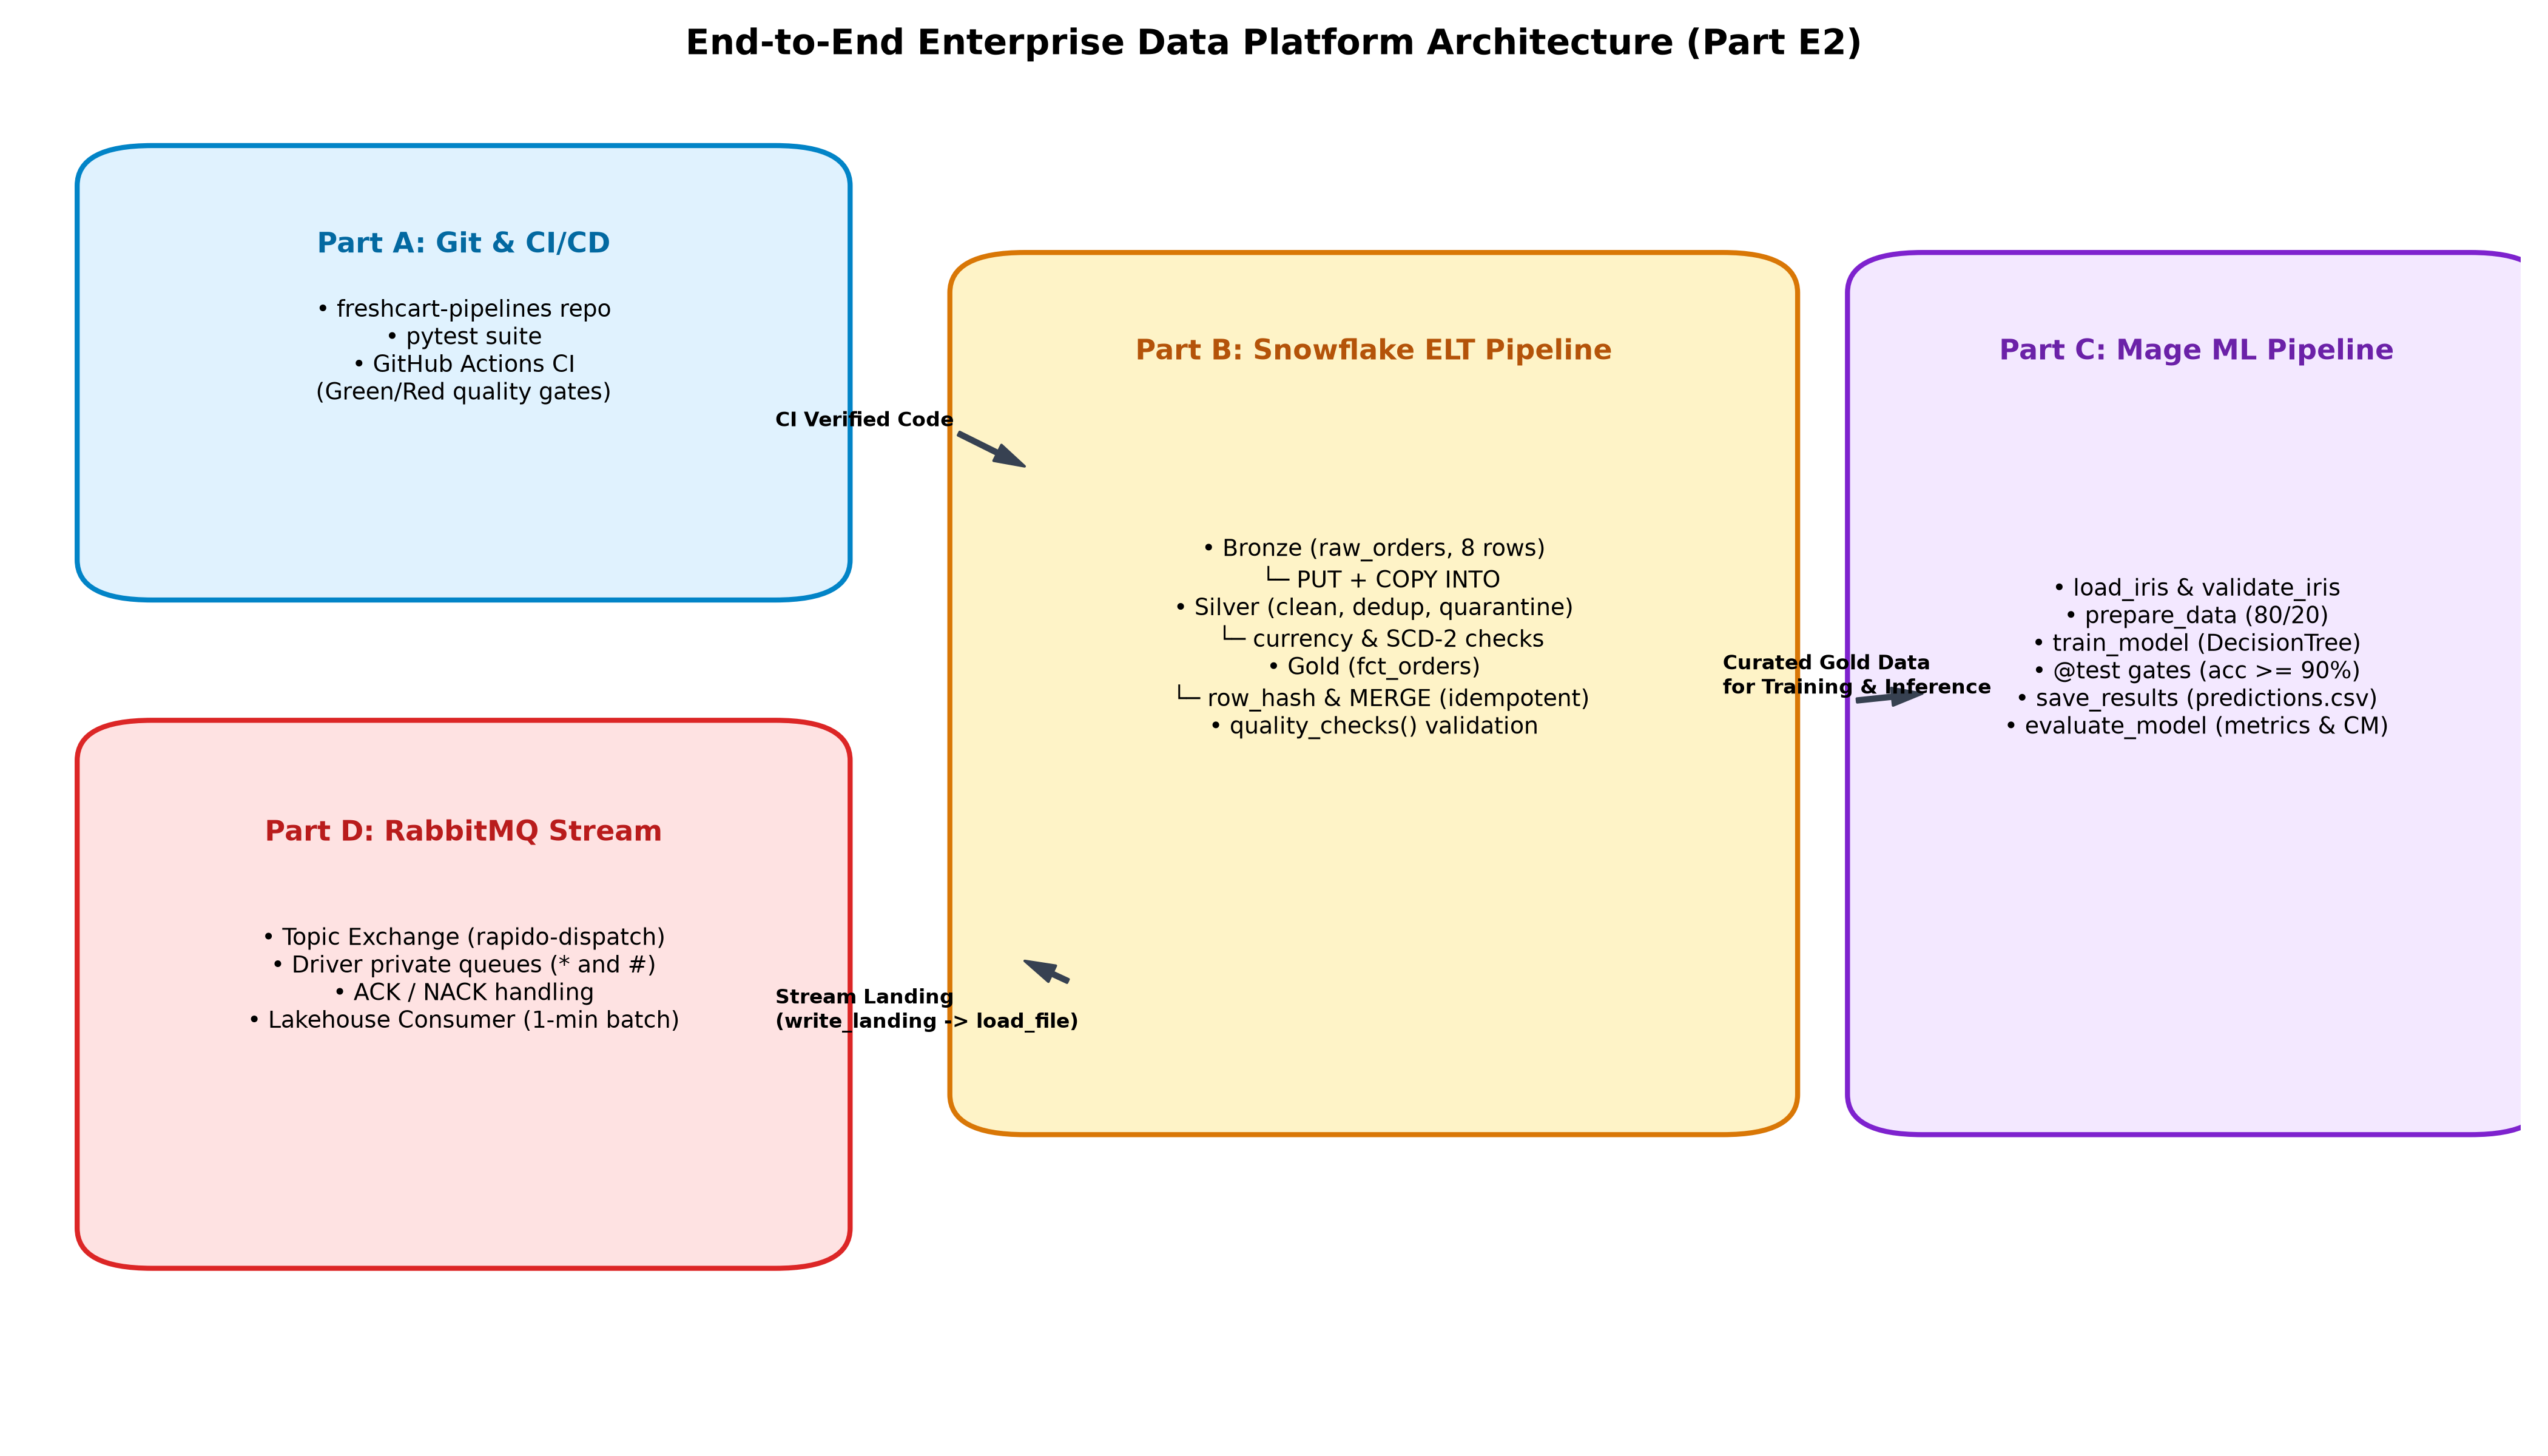 End-to-End Enterprise Data Platform Architecture (Part E2)
Part A: Git & CI/CD
• freshcart-pipelines repo
• pytest suite
• GitHub Actions CI
(Green/Red quality gates)
CI Verified Code
Part B: Snowflake ELT Pipeline
• Bronze (raw_orders, 8 rows)
└─ PUT + COPY INTO
• Silver (clean, dedup, quarantine)
└─ currency & SCD-2 checks
• Gold (fct_orders)
└─ row_hash & MERGE (idempotent)
• quality_checks() validation
Curated Gold Data
for Training & Inference
Part C: Mage ML Pipeline
• load_iris & validate_iris
• prepare_data (80/20)
• train_model (DecisionTree)
• @test gates (acc >= 90%)
• save_results (predictions.csv)
• evaluate_model (metrics & CM)
Part D: RabbitMQ Stream
• Topic Exchange (rapido-dispatch)
• Driver private queues (* and #)
• ACK / NACK handling
• Lakehouse Consumer (1-min batch)
Stream Landing
(write_landing -> load_file)